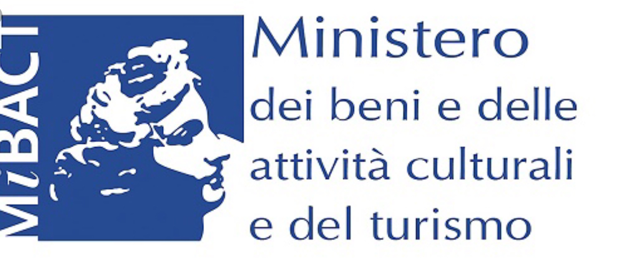 MiBACT
Ministero
dei beni e delle
attività culturali
e del turismo